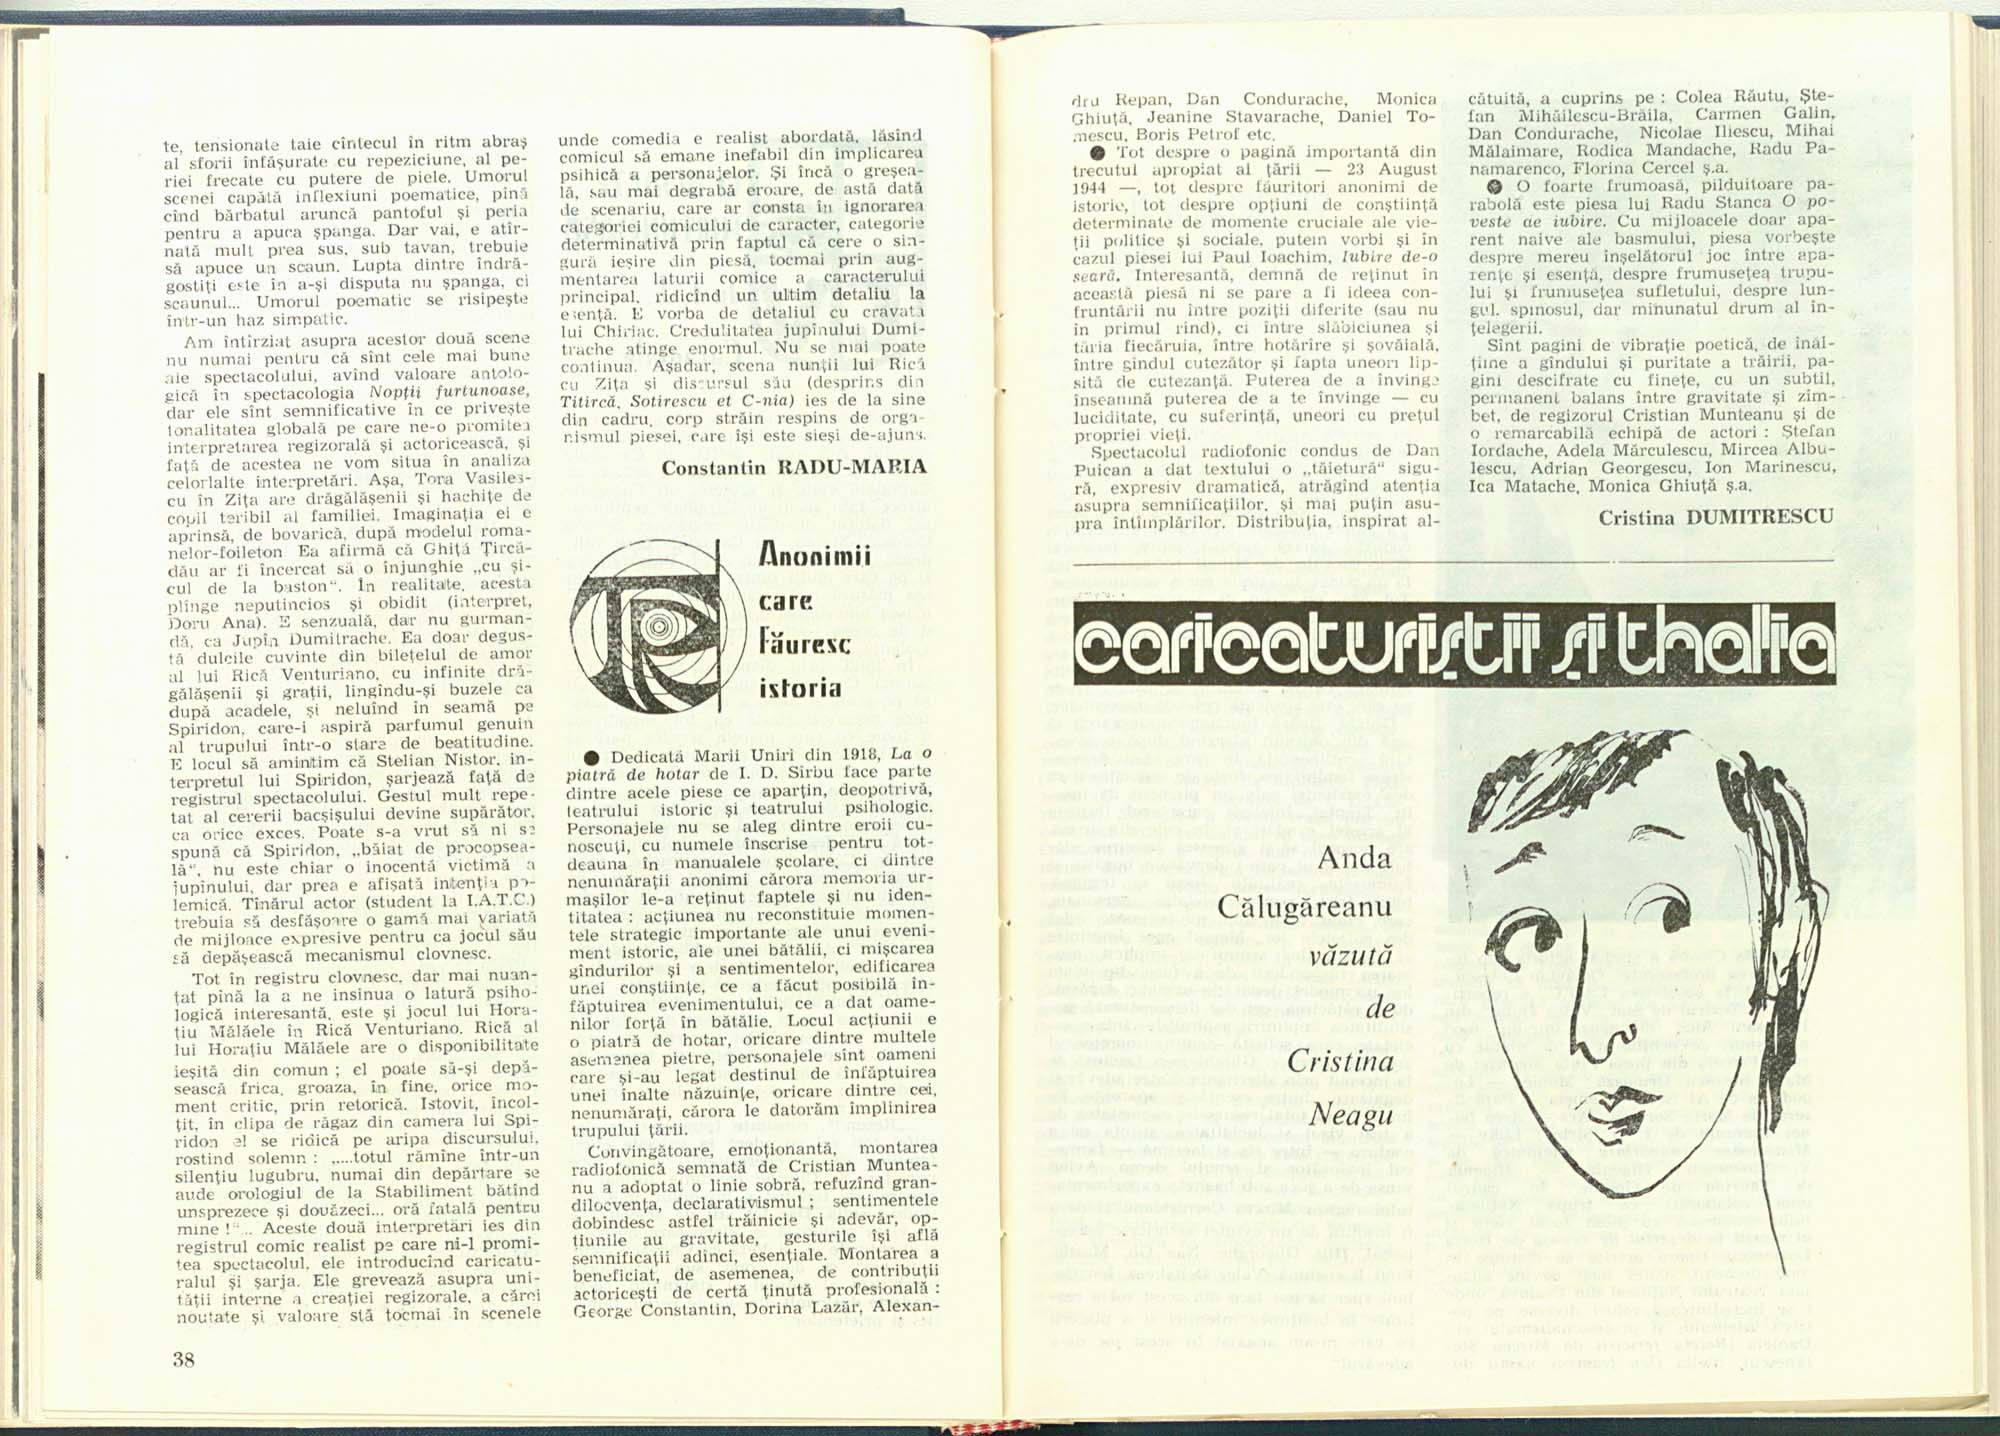 te, tensionate taie cîntecul în ritm abraș
al sforii înfășurate cu repeziciune, al pe-
riei frecate cu putere de piele. Umorul
scenei capătă inflexiuni poematice, pînă
cînd bărbatul aruncă pantoful și peria
pentru a apuca șpanga. Dar vai, e atîr-
nată mult prea sus, sub tavan, trebuie
să apuce un scaun. Lupta dintre îndră-
gostiți este în a-și disputa nu șpanga, ci
scaunul... Umorul poematic se risipește
într-un haz simpatic.
Am întîrziat asupra acestor două scene
nu numai pentru că sînt cele mai bune
ale spectacolului, avînd valoare antolo-
gică în spectacologia Nopții furtunoase,
dar ele sînt semnificative în ce privește
tonalitatea globală pe care ne-o promitea
interpretarea regizorală și actoricească, și
față de acestea ne vom situa în analiza
celorlalte interpretări. Așa, Tora Vasiles-
cu în Zița are drăgălășenii și hachițe de
copil teribil al familiei. Imaginația ei e
aprinsă, de bovarică, după modelul roma-
nelor-foileton Ea afirmă că Ghiță Țircă-
dău ar fi încercat să o înjunghie „cu și-
cul de la baston“. În realitate, acesta
plînge neputincios și obidit (interpret,
Doru Ana). E senzuală, dar nu gurman-
dă, ca Jupîn Dumitrache. Ea doar degus-
tă dulcile cuvinte din bilețelul de amor
al lui Rică Venturiano, cu infinite dră-
gălășenii și grații, lingîndu-și buzele ca
după acadele, și neluînd în seamă pe
Spiridon, care-i aspiră parfumul genuin
al trupului într-o stare de beatitudine.
E locul să amintim că Stelian Nistor, in-
terpretul lui Spiridon, șarjează față de
registrul spectacolului. Gestul mult repe-
tat al cererii bacșișului devine supărător,
ca orice exces. Poate s-a vrut să ni se
spună că Spiridon, „băiat de procopsea-
lă“, nu este chiar o inocentă victimă a
jupînului, dar prea e afișată intenția po-
lemică. Tînărul actor (student la I.A.T.C.)
trebuia să desfășoare o gamă mai variată
de mijloace expresive pentru ca jocul său
să depășească mecanismul clovnesc.
Tot în registru clovnesc, dar mai nuan-
țat pînă la a ne insinua o latură psiho-
logică interesantă, este și jocul lui Hora-
țiu Mălăele în Rică Venturiano. Rică al
lui Horațiu Mălăele are o disponibilitate
ieșită din comun ; el poate să-și depă-
sească frica, groaza, în fine, orice mo-
ment critic, prin retorică. Istovit, încol-
țit, în clipa de răgaz din camera lui Spi-
ridon el se ridică pe aripa discursului,
rostind solemn : „....totul rămîne într-un
silențiu lugubru, numai din depărtare se
aude orologiul de la Stabiliment bătînd
unsprezece și douăzeci... oră fatală pentru
mine !“... Aceste două interpretări ies din
registrul comic realist pe care ni-l promi-
tea spectacolul, ele introducînd caricatu-
ralul și șarja. Ele grevează asupra uni-
tății interne a creației regizorale, a cărei
noutate și valoare stă tocmai în scenele
38
unde comedia e realist abordată, lăsînd
comicul să emane inefabil din implicarea
psihică a personajelor. Și încă o greșea-
lă, sau mai degrabă eroare, de astă dată
de scenariu, care ar consta în ignorarea
categoriei comicului de caracter, categorie
determinativă prin faptul că cere o sin-
gură ieșire din piesă, tocmai prin aug-
mentarea laturii comice a caracterului
principal, ridicînd un ultim detaliu la
esență. E vorba de detaliul cu cravata
lui Chiriac. Credulitatea jupînului Dumi-
trache atinge enormul. Nu se mai poate
continua. Așadar, scena nunții lui Rică
cu Zița și discursul său (desprins din
Titircă, Sotirescu et C-nia) ies de la sine
din cadru, corp străin respins de orga-
nismul piesei, care își este sieși de-ajuns.
Constantin RADU-MARIA
Anonimii
care
făuresc
istoria
● Dedicată Marii Uniri din 1918, La o
piatră de hotar de I. D. Sîrbu face parte
dintre acele piese ce aparțin, deopotrivă,
teatrului istoric și teatrului psihologic.
Personajele nu se aleg dintre eroii cu-
noscuți, cu numele înscrise pentru tot-
deauna în manualele școlare, ci dintre
nenumărații anonimi cărora memoria ur-
mașilor le-a reținut faptele și nu iden-
titatea : acțiunea nu reconstituie momen-
tele strategic importante ale unui eveni-
ment istoric, ale unei bătălii, ci mișcarea
gîndurilor și a sentimentelor, edificarea
unei conștiințe, ce a făcut posibilă în-
făptuirea evenimentului, ce a dat oame-
nilor forță în bătălie. Locul acțiunii e
o piatră de hotar, oricare dintre multele
asemenea pietre, personajele sînt oameni
care și-au legat destinul de înfăptuirea
unei înalte năzuințe, oricare dintre cei,
nenumărați, cărora le datorăm împlinirea
trupului țării.
Convingătoare, emoționantă, montarea
radiofonică semnată de Cristian Muntea-
nu a adoptat o linie sobră, refuzînd gran-
dilocvența, declarativismul ; sentimentele
dobîndesc astfel trăinicie și adevăr, op-
țiunile au gravitate, gesturile își află
semnificații adînci, esențiale. Montarea a
beneficiat, de asemenea, de contribuții
actoricești de certă ținută profesională :
George Constantin, Dorina Lazăr, Alexan-
dru Repan, Dan Condurache, Monica
Ghiuță, Jeanine Stavarache, Daniel To-
mescu, Boris Petrof etc.
● Tot despre o pagină importantă din
trecutul apropiat al țării — 23 August
1944 —, tot despre făuritori anonimi de
istorie, tot despre opțiuni de conștiință
determinate de momente cruciale ale vie-
ții politice și sociale, putem vorbi și în
cazul piesei lui Paul Ioachim, Iubire de-o
seară. Interesantă, demnă de reținut în
această piesă ni se pare a fi ideea con-
fruntării nu între poziții diferite (sau nu
în primul rînd), ci între slăbiciunea și
tăria fiecăruia, între hotărîre și șovăială,
între gîndul cutezător și fapta uneori lip-
sită de cutezanță. Puterea de a învinge
înseamnă puterea de a te învinge — cu
luciditate, cu suferință, uneori cu prețul
propriei vieți.
Spectacolul radiofonic condus de Dan
Puican a dat textului o „tăietură“ sigu-
ră, expresiv dramatică, atrăgînd atenția
asupra semnificațiilor, și mai puțin asu-
pra întîmplărilor. Distribuția, inspirat al-
cătuită, a cuprins pe : Colea Răutu, Ște-
fan Mihăilescu-Brăila, Carmen Galin,
Dan Condurache, Nicolae Iliescu, Mihai
Mălaimare, Rodica Mandache, Radu Pa-
namarenco, Florina Cercel ș.a.
● O foarte frumoasă, pilduitoare pa-
rabolă este piesa lui Radu Stanca O po-
veste de iubire. Cu mijloacele doar apa-
rent naive ale basmului, piesa vorbește
despre mereu înșelătorul joc între apa-
rențe și esență, despre frumusețea trupu-
lui și frumusețea sufletului, despre lun-
gul, spinosul, dar minunatul drum al în-
țelegerii.
Sînt pagini de vibrație poetică, de înăl-
țime a gîndului și puritate a trăirii, pa-
gini descifrate cu finețe, cu un subtil,
permanent balans între gravitate și zîm-
bet, de regizorul Cristian Munteanu și de
o remarcabilă echipă de actori : Ștefan
Iordache, Adela Mărculescu, Mircea Albu-
lescu, Adrian Georgescu, Ion Marinescu,
Ica Matache, Monica Ghiuță ș.a.
Cristina DUMITRESCU
caricaturiștii și thalia
Anda
Călugăreanu
văzută
de
Cristina
Neagu